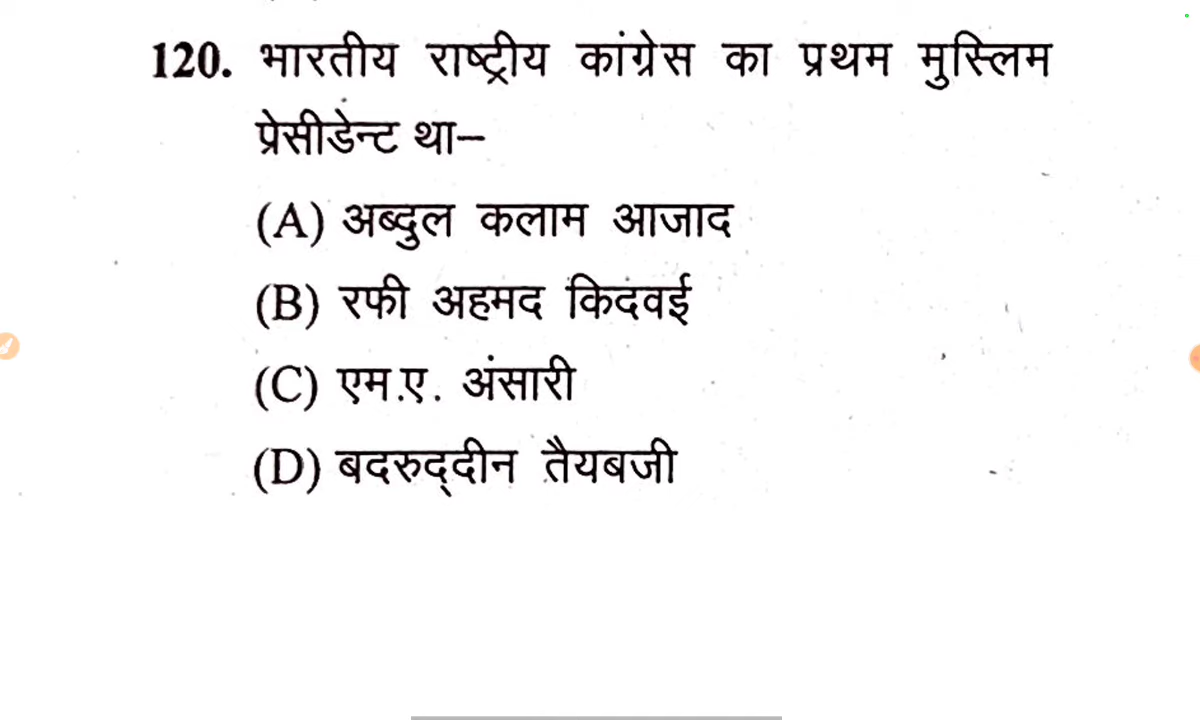 120. भारतीय राष्ट्रीय कांग्रेस का प्रथम मुस्लिम
प्रेसीडेन्ट था–
(A) अब्दुल कलाम आजाद
(B) रफी अहमद किदवई
(C) एम.ए. अंसारी
(D) बदरुद्दीन तैयबजी